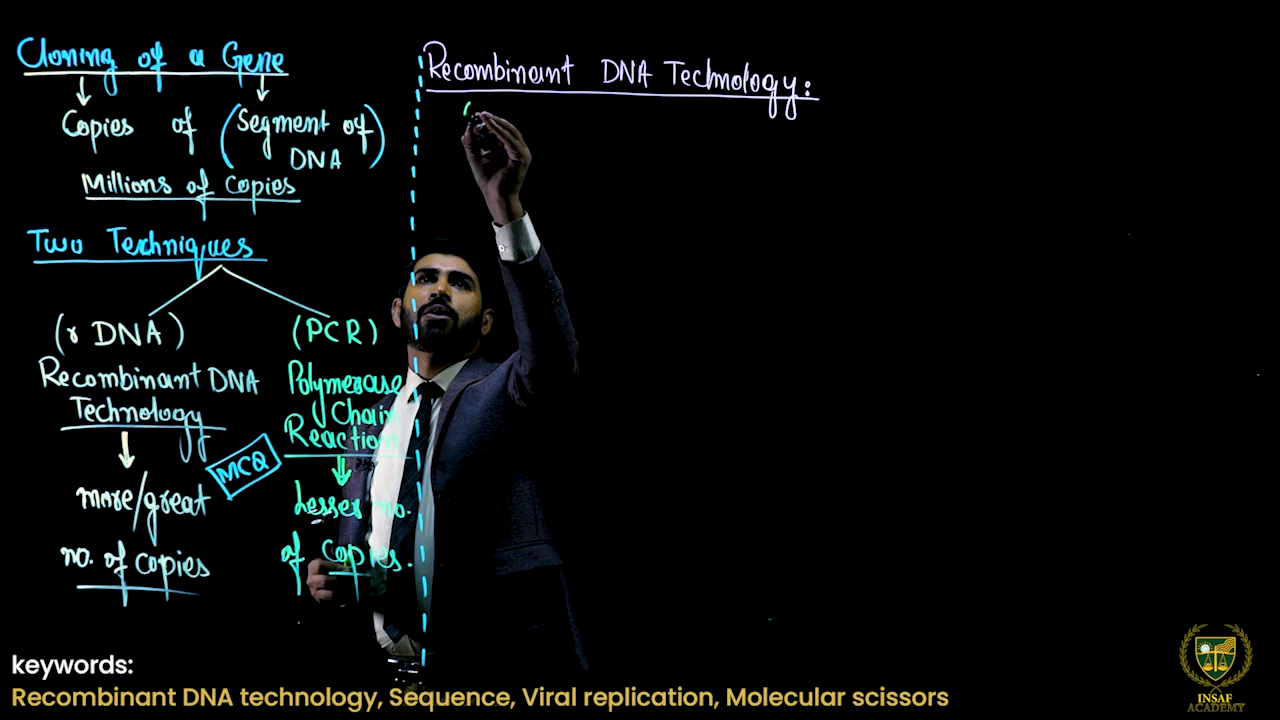 Cloning of a Gene
Copies of (Segment of DNA)
Millions of copies
Two Techniques
(r DNA)
Recombinant DNA
Technology
MCQ
more/great
no. of copies
(PCR)
Polymerase
Chain
Reaction
Lesser no.
of copies.
Recombinant DNA Technology:
keywords:
Recombinant DNA technology, Sequence, Viral replication, Molecular scissors
INSAF
ACADEMY